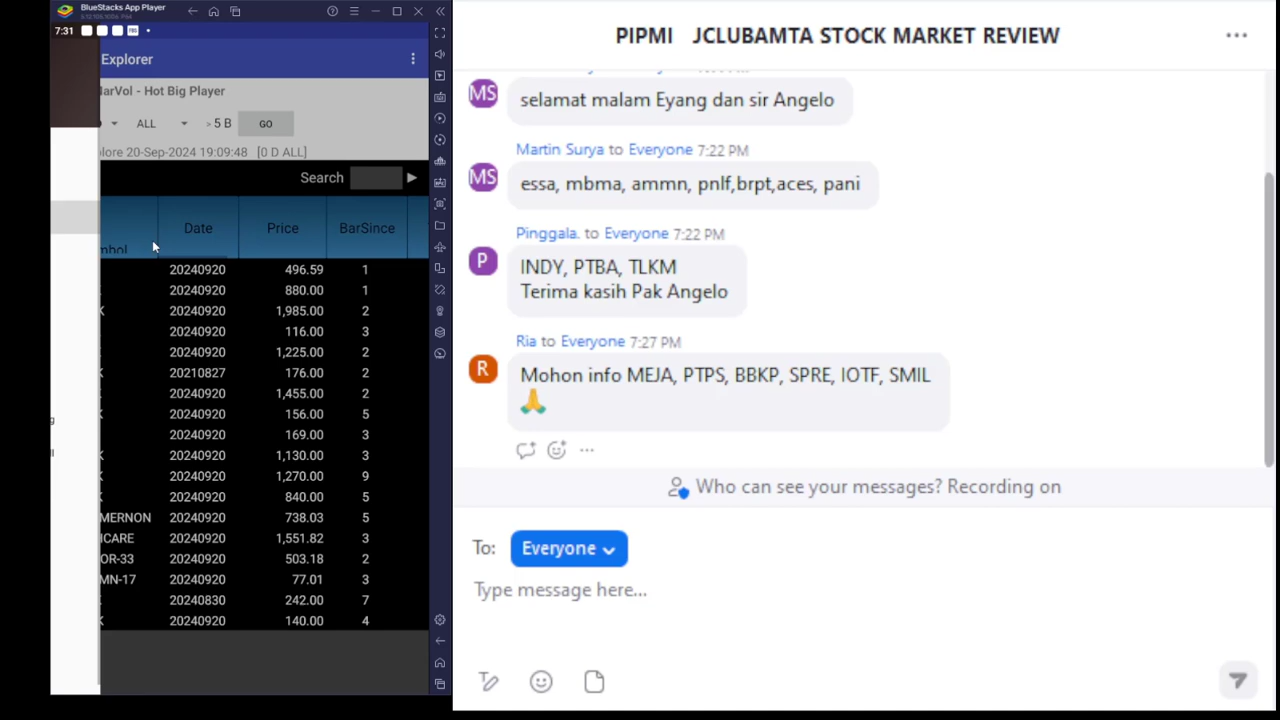 BlueStacks App Player
7:31
Explorer
MarVol - Hot Big Player
ALL > 5 B GO
20-Sep-2024 19:09:48 [0 D ALL]
Search
Date Price BarSince
20240920 496.59 1
20240920 880.00 1
K 20240920 1,985.00 2
20240920 116.00 3
20240920 1,225.00 2
K 20210827 176.00 2
20240920 1,455.00 2
K 20240920 156.00 5
20240920 169.00 3
K 20240920 1,130.00 3
K 20240920 1,270.00 9
K 20240920 840.00 5
MERNON 20240920 738.03 5
ICARE 20240920 1,551.82 3
OR-33 20240920 503.18 2
MN-17 20240920 77.01 3
20240830 242.00 7
K 20240920 140.00 4
PIPMI JCLUBAMTA STOCK MARKET REVIEW
MS
selamat malam Eyang dan sir Angelo
Martin Surya to Everyone 7:22 PM
MS
essa, mbma, ammn, pnlf,brpt,aces, pani
Pinggala. to Everyone 7:22 PM
P
INDY, PTBA, TLKM
Terima kasih Pak Angelo
Ria to Everyone 7:27 PM
R
Mohon info MEJA, PTPS, BBKP, SPRE, IOTF, SMIL
🙏
Who can see your messages? Recording on
To: Everyone
Type message here...